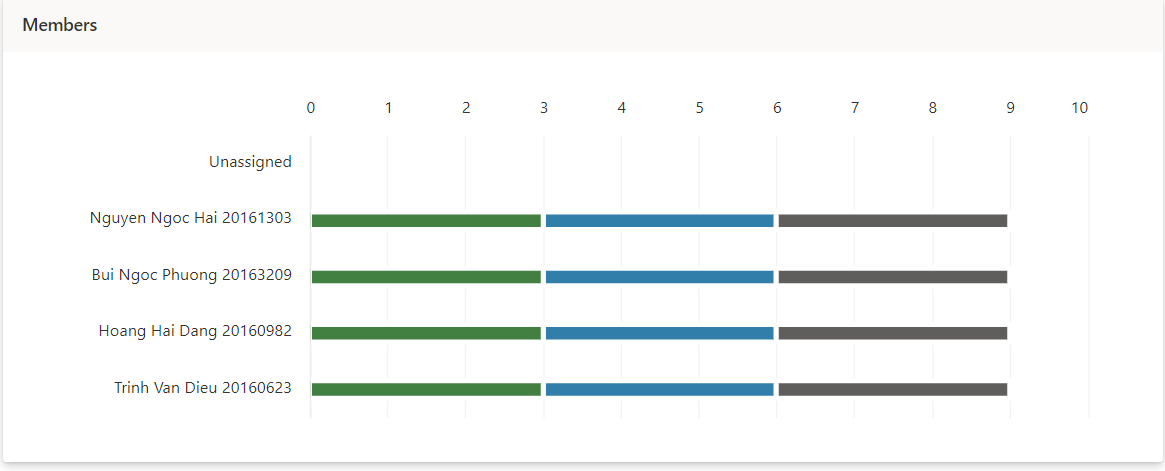 Members
0 1 2 3 4 5 6 7 8 9 10
Unassigned
Nguyen Ngoc Hai 20161303
Bui Ngoc Phuong 20163209
Hoang Hai Dang 20160982
Trinh Van Dieu 20160623